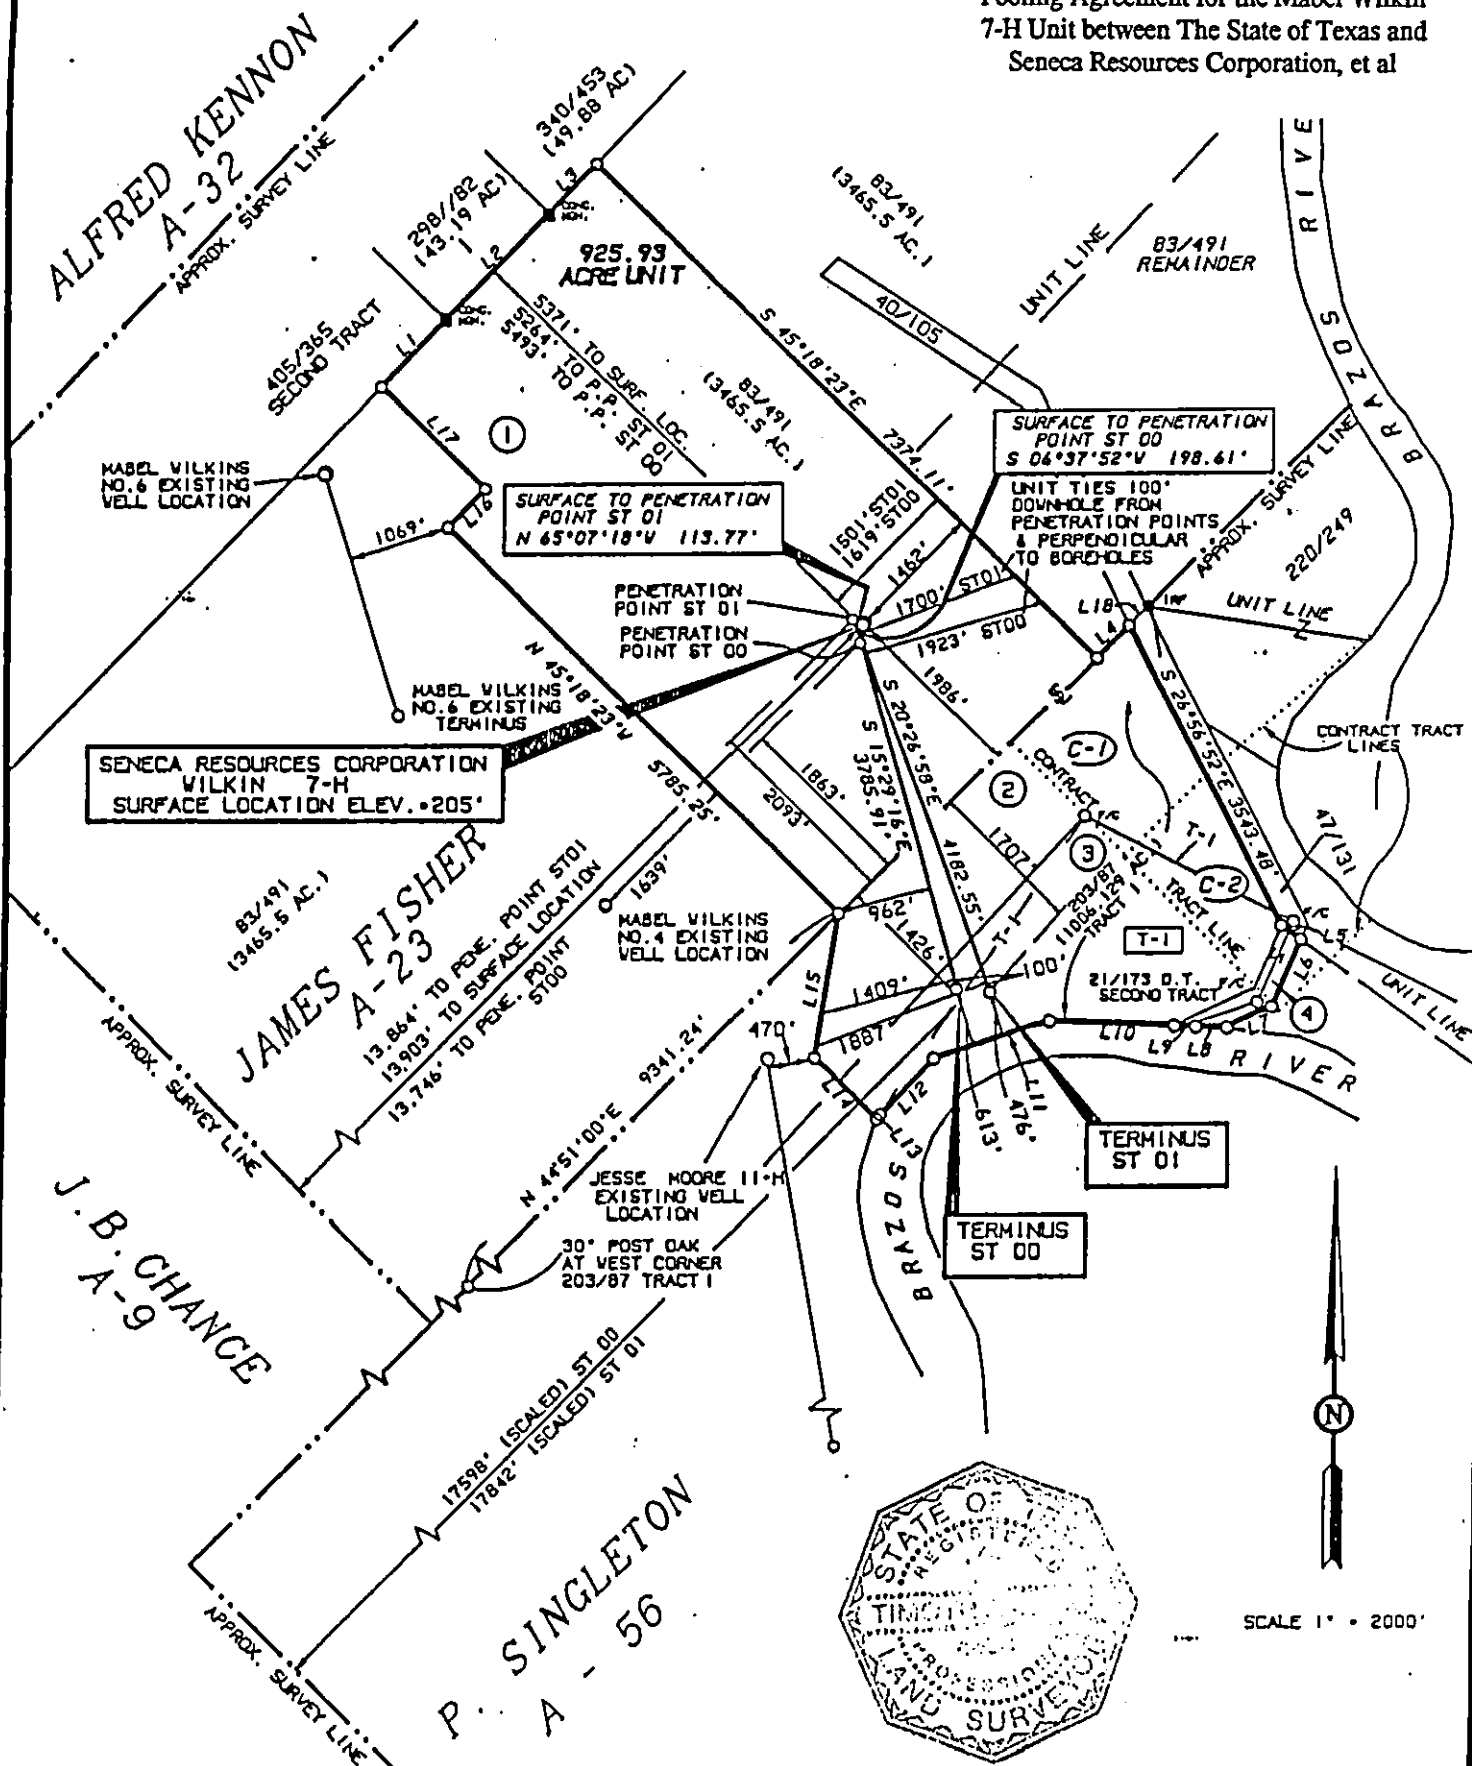 7-H Unit between The State of Texas and
Seneca Resources Corporation, et al
ALFRED KENNON
A-32
APPROX. SURVEY LINE
340/453
(49.88 AC)
L3
298//82
(43.19 AC)
L2
CONC.
MON.
925.93
ACRE UNIT
405/365
SECOND TRACT
L1
CONC.
MON.
5371' TO SURF. LOC.
5264' TO P.P. ST 01
5493' TO P.P. ST 00
S 45°18'23"E
7374.11'
83/491
(3465.5 AC.)
83/491
(3465.5 AC.)
83/491
REMAINDER
40/105
UNIT LINE
BRAZOS RIVE
L17
1
MABEL WILKINS
NO.6 EXISTING
WELL LOCATION
1069'
L16
SURFACE TO PENETRATION
POINT ST 01
N 65°07'18"W 113.77'
SURFACE TO PENETRATION
POINT ST 00
S 06°37'52"W 198.61'
UNIT TIES 100'
DOWNHOLE FROM
PENETRATION POINTS
& PERPENDICULAR
TO BOREHOLES
1501' ST01
1619' ST00
1462'
1700' ST01
1923' ST00
1986'
APPROX. SURVEY LINE
220/249
UNIT LINE
L18
L4
PENETRATION
POINT ST 01
PENETRATION
POINT ST 00
N 45°18'23"W
5785.25'
MABEL WILKINS
NO.6 EXISTING
TERMINUS
SENECA RESOURCES CORPORATION
WILKIN 7-H
SURFACE LOCATION ELEV.=205'
S 20°26'58"E
4182.55'
S 15°29'16"E
3785.91'
S 26°56'52"E 3543.48'
CONTRACT TRACT
LINES
C-1
CONTRACT
2
3
T-1
C-2
TRACT LINE
47/131
1863'
2093'
1707'
1639'
83/491
(3465.5 AC.)
JAMES FISHER
A-23
13,864' TO PENE. POINT ST01
13,903' TO SURFACE LOCATION
13,746' TO PENE. POINT
ST00
MABEL WILKINS
NO.4 EXISTING
WELL LOCATION
962'
1426'
T-1
203/87
TRACT
T-1
21/173 D.T.
SECOND TRACT
P/C
L5
L6
4
UNIT LINE
1409'
100'
1887'
L15
470'
L14
L12
L13
L11
L10
L9
L8
RIVER
613'
476'
BRAZOS
TERMINUS
ST 01
TERMINUS
ST 00
APPROX. SURVEY LINE
9341.24'
N 44°51'00"E
JESSE MOORE 11-H
EXISTING WELL
LOCATION
30" POST OAK
AT WEST CORNER
203/87 TRACT 1
J. B. CHANCE
A-9
17598' (SCALED) ST 00
17842' (SCALED) ST 01
P. SINGLETON
A - 56
APPROX. SURVEY LINE
N
SCALE 1" = 2000'
STATE OF
REGISTERED
PROFESSIONAL
LAND SURVEYOR